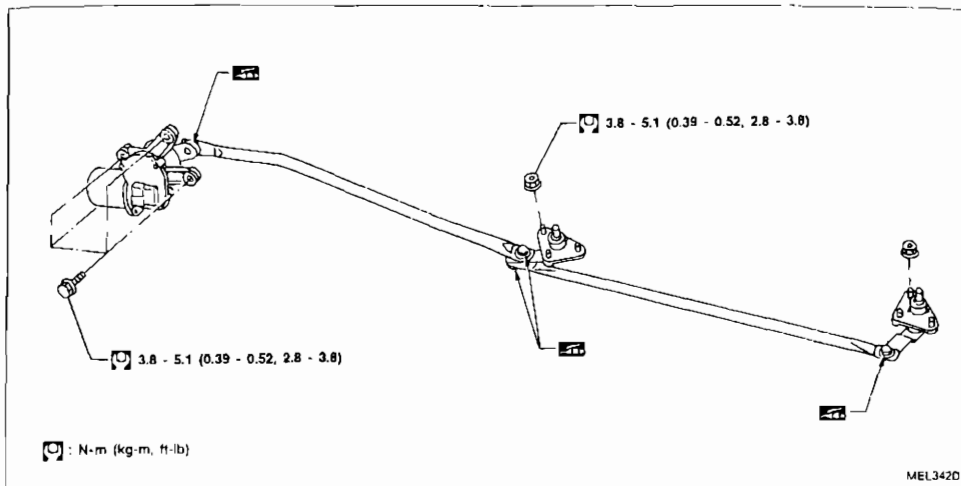 3.8 - 5.1 (0.39 - 0.52, 2.8 - 3.8)
3.8 - 5.1 (0.39 - 0.52, 2.8 - 3.8)
: N•m (kg-m, ft-lb)
MEL342D